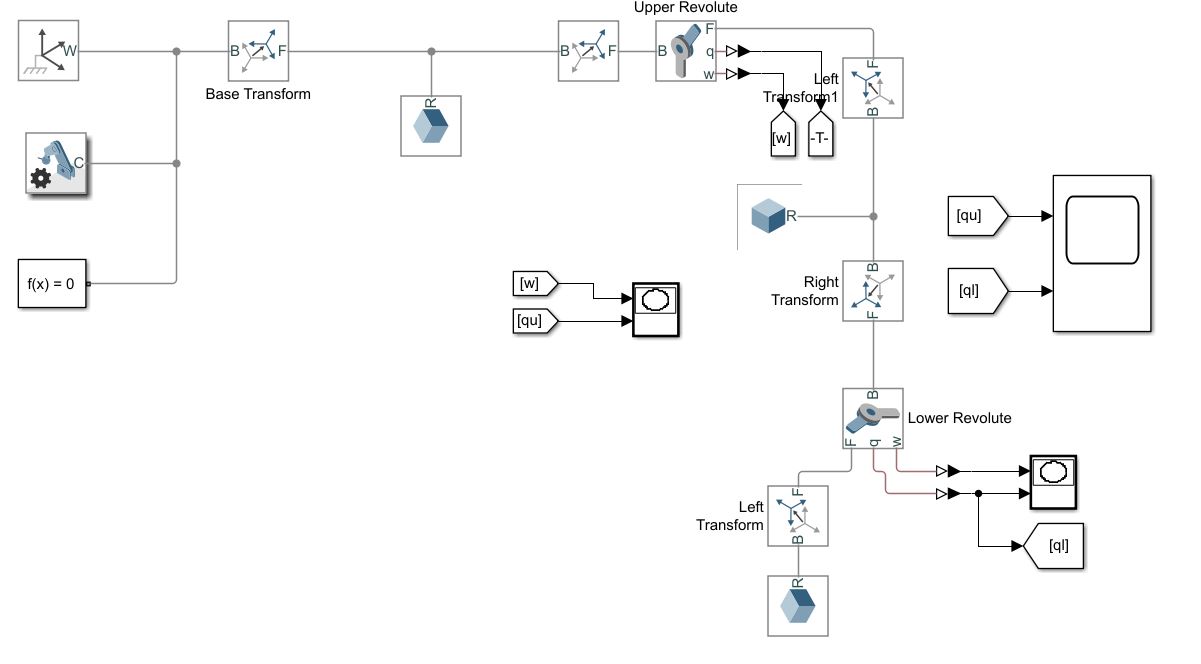 Upper Revolute
W
B
F
Base Transform
B
F
B
F
q
w
R
F
Left
Transform1
B
[w]
-T-
C
R
[qu]
B
Right
Transform
F
f(x) = 0
[w]
[qu]
[ql]
B
Lower Revolute
F
q
w
F
Left
Transform
B
[ql]
R